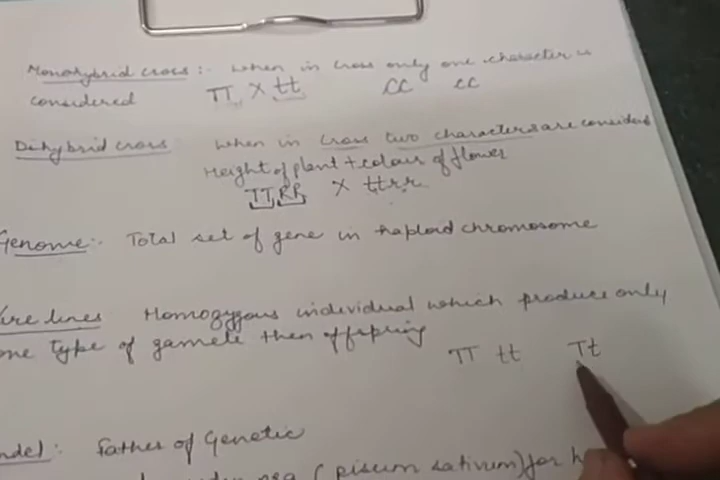 Monohybrid cross:- when in cross only one character is
considered TT X tt CC cc
Dihybrid cross when in cross two characters are considered
Height of plant + colour of flower
TTRR X ttrr
Genome:- Total set of gene in haploid chromosome
lines Homozygous individual which produce only
one type of gamete then offspring
TT tt Tt
ndel: Father of Genetic
(pisum sativum) for h